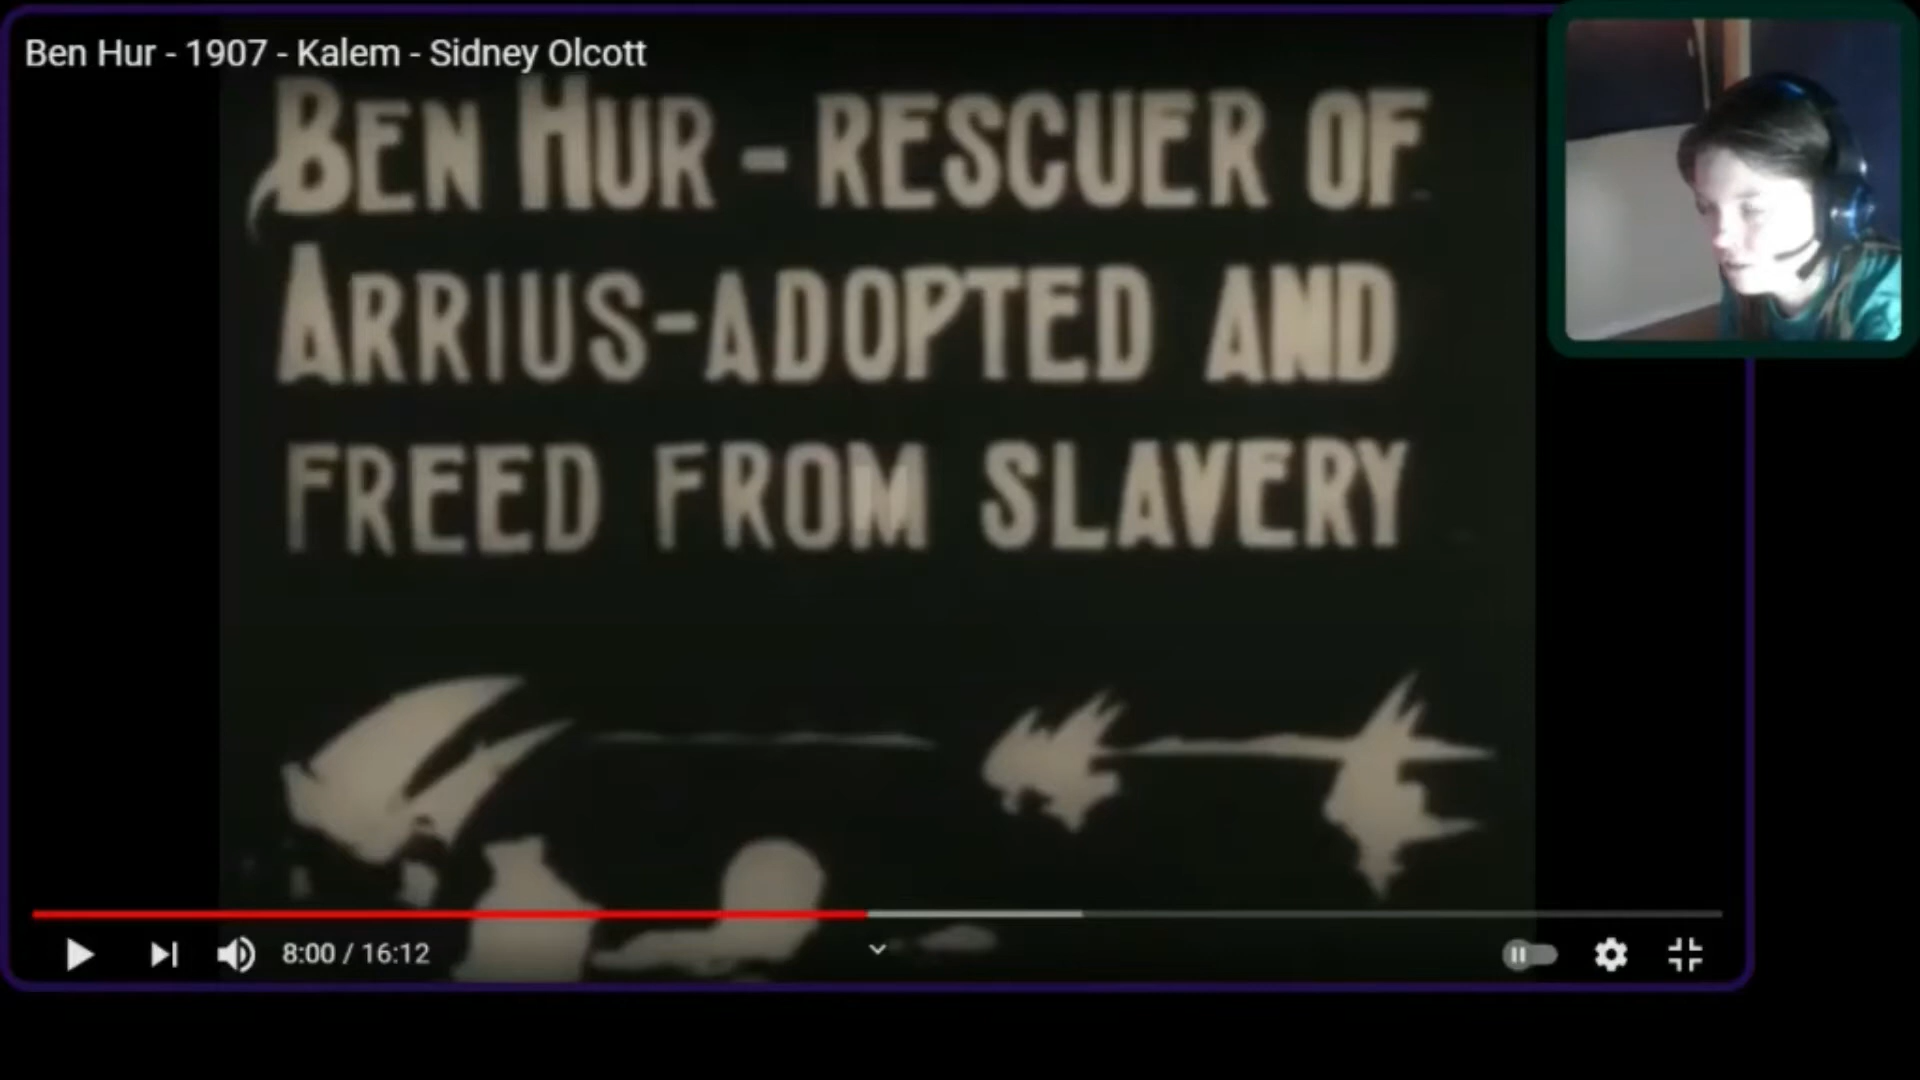 Ben Hur - 1907 - Kalem - Sidney Olcott
BEN HUR - RESCUER OF
ARRIUS-ADOPTED AND
FREED FROM SLAVERY
8:00 / 16:12